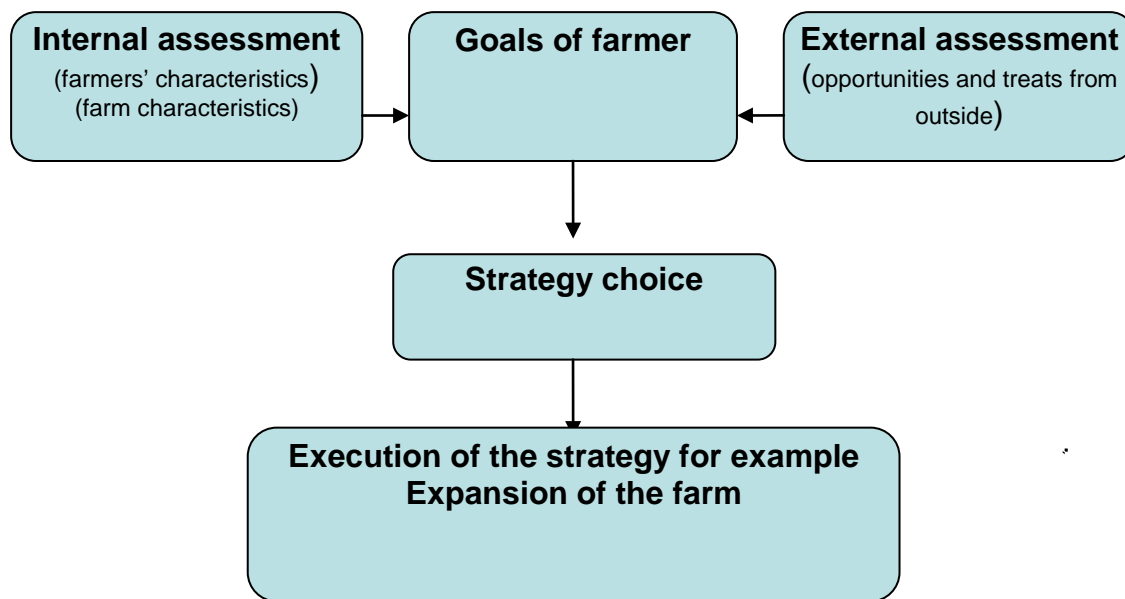 Internal assessment
(farmers’ characteristics)
(farm characteristics)
Goals of farmer
External assessment
(opportunities and treats from
outside)
Strategy choice
Execution of the strategy for example
Expansion of the farm